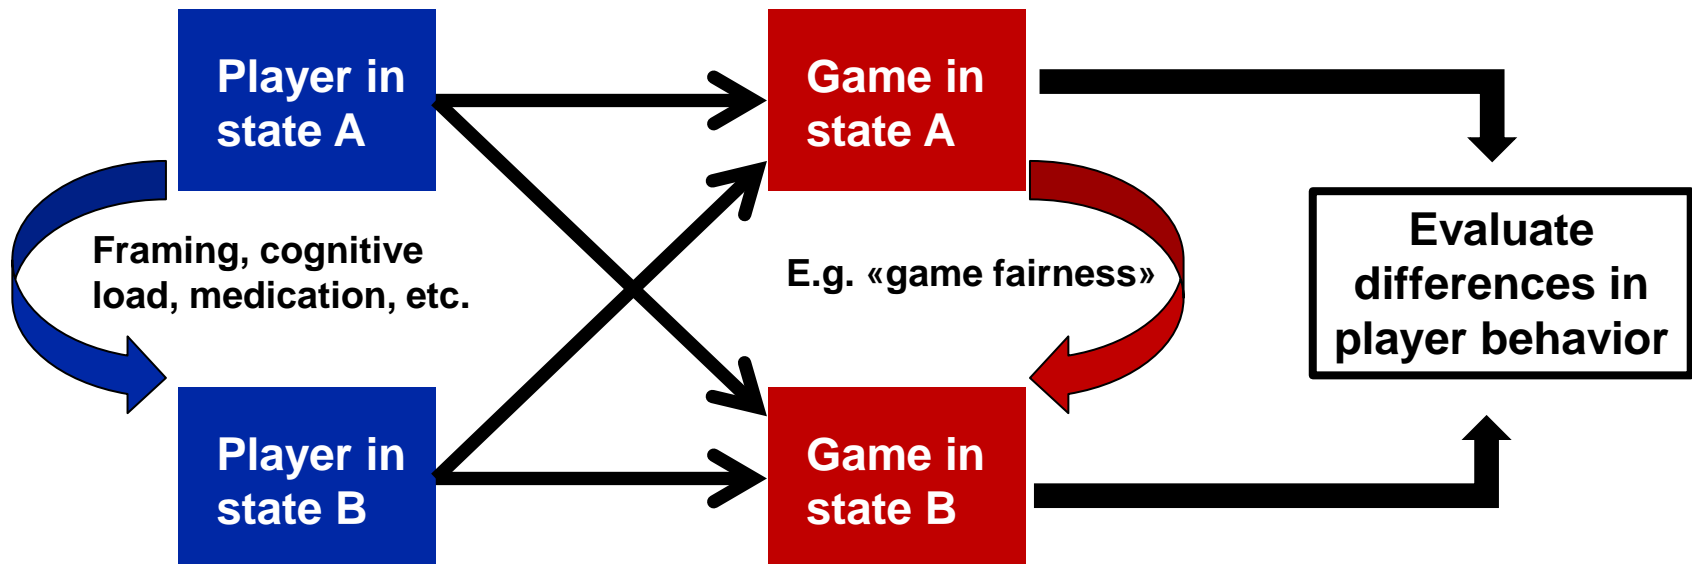 Player in
state A
Game in
state A
Framing, cognitive
load, medication, etc.
E.g. «game fairness»
Evaluate
differences in
player behavior
Player in
state B
Game in
state B